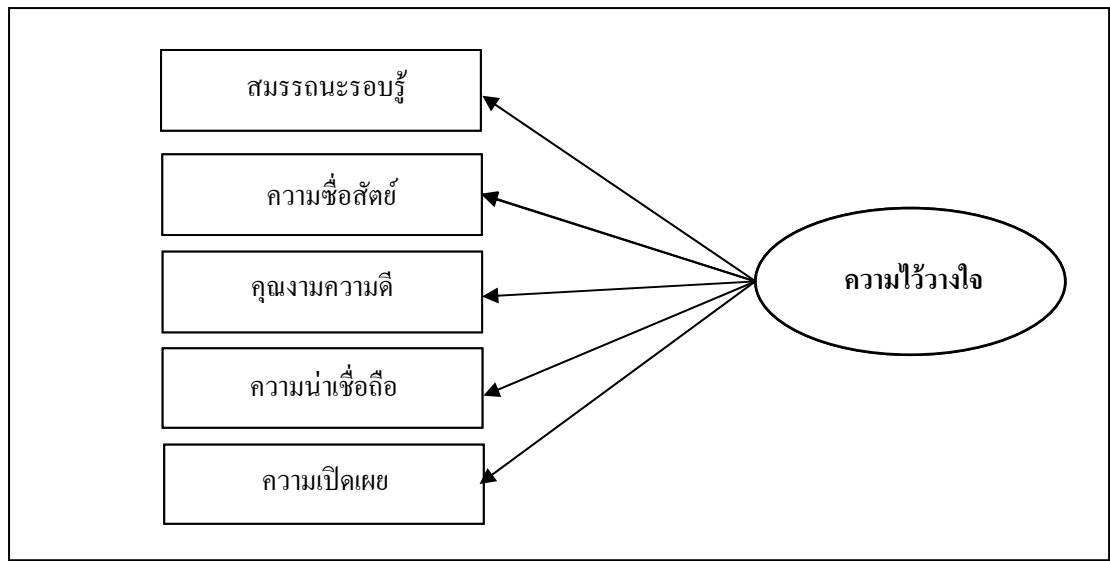 สมรรถนะรอบรู้
ความซื่อสัตย์
คุณงามความดี
ความน่าเชื่อถือ
ความเปิดเผย
ความไว้วางใจ